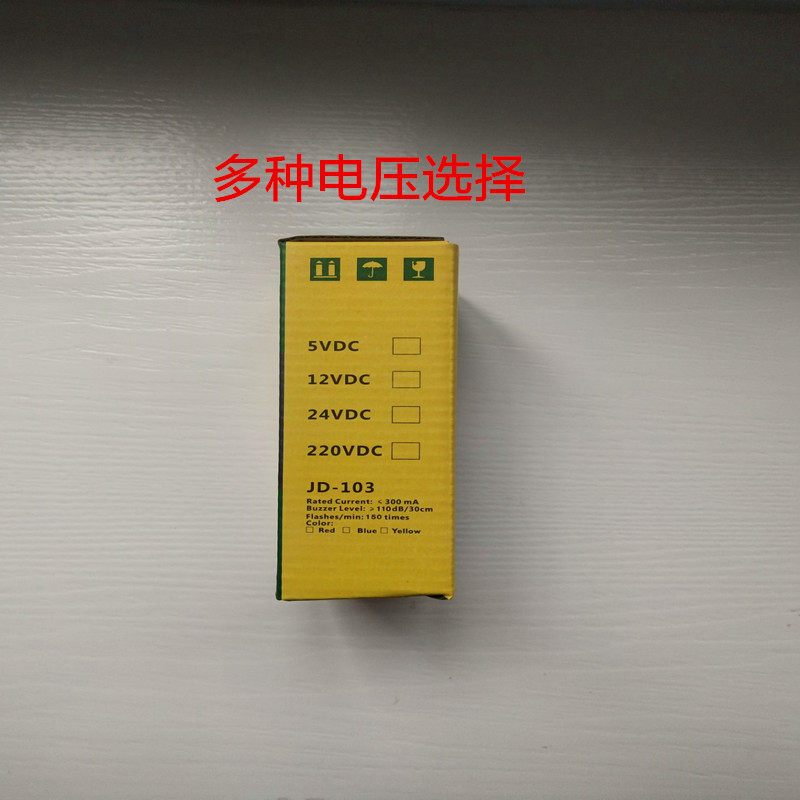 多种电压选择
5VDC
12VDC
24VDC
220VDC
JD-103
Rated Current: ≤300 mA
Buzzer Level: ≥110dB/30cm
Flashes/min: 150 times
Color:
Red Blue Yellow